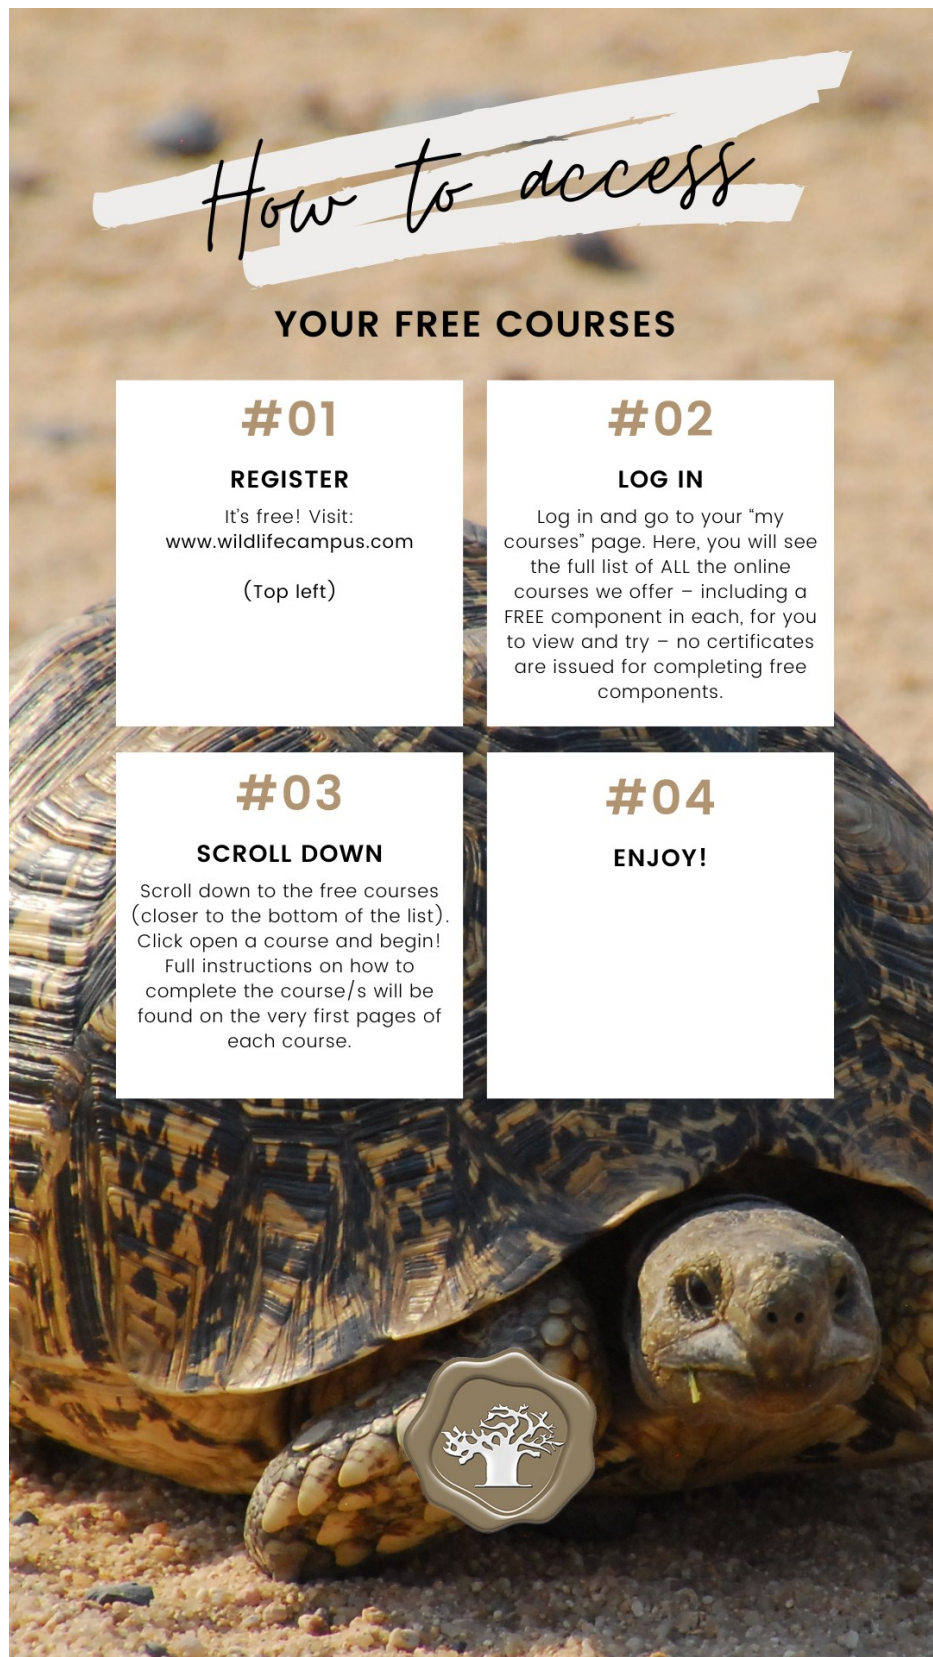 How to access
YOUR FREE COURSES
#01
REGISTER
It's free! Visit:
www.wildlifecampus.com
(Top left)
#02
LOG IN
Log in and go to your “my
courses” page. Here, you will see
the full list of ALL the online
courses we offer – including a
FREE component in each, for you
to view and try – no certificates
are issued for completing free
components.
#03
SCROLL DOWN
Scroll down to the free courses
(closer to the bottom of the list).
Click open a course and begin!
Full instructions on how to
complete the course/s will be
found on the very first pages of
each course.
#04
ENJOY!